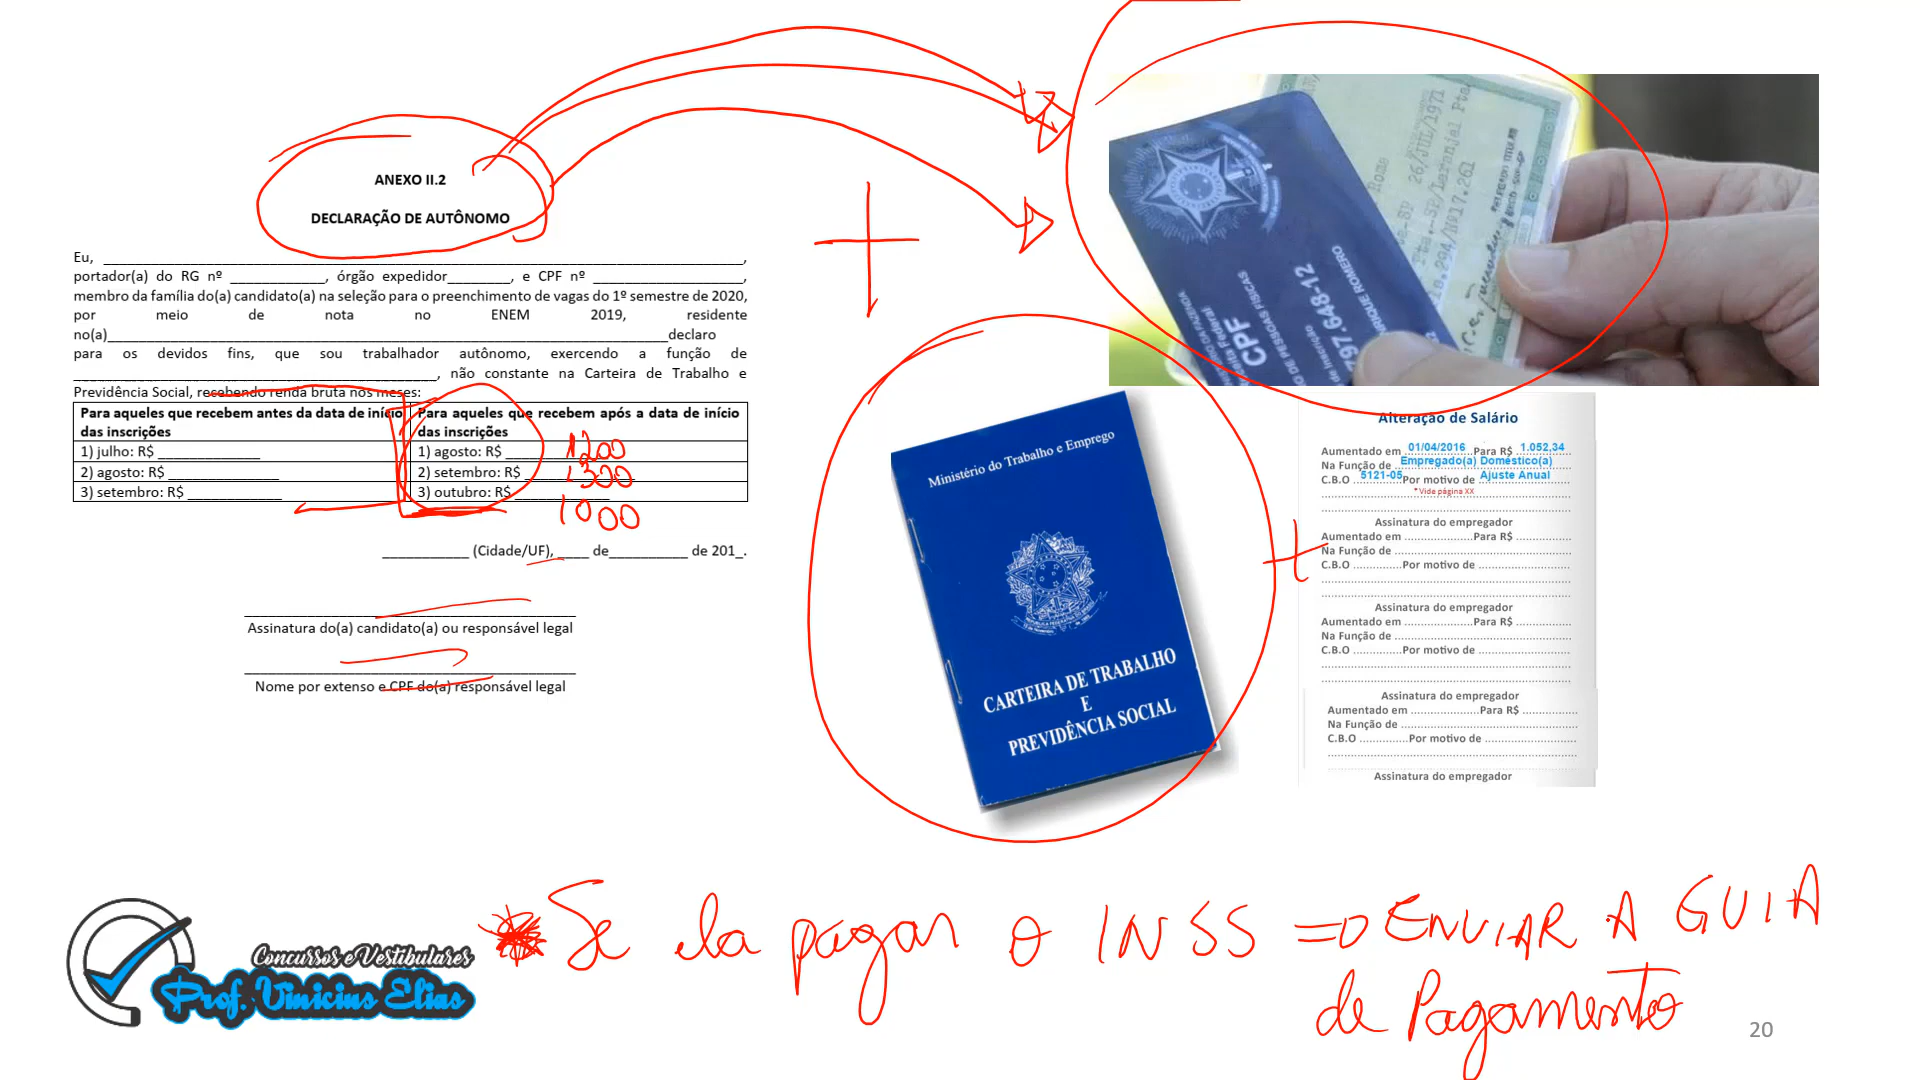 ANEXO II.2
DECLARAÇÃO DE AUTÔNOMO
Eu, ,
portador(a) do RG nº , órgão expedidor , e CPF nº ,
membro da família do(a) candidato(a) na seleção para o preenchimento de vagas do 1º semestre de 2020,
por meio de nota no ENEM 2019, residente
no(a) declaro
para os devidos fins, que sou trabalhador autônomo, exercendo a função de
, não constante na Carteira de Trabalho e
Previdência Social, recebendo renda bruta nos meses:
Para aqueles que recebem antes da data de início
das inscrições
1) julho: R$
2) agosto: R$
3) setembro: R$
Para aqueles que recebem após a data de início
das inscrições
1) agosto: R$ 1200
2) setembro: R$ 1300
3) outubro: R$ 1000
(Cidade/UF), de de 201_.
Assinatura do(a) candidato(a) ou responsável legal
Nome por extenso e CPF do(a) responsável legal
26/JUL/1971
CPF
797.648-12
Ministério do Trabalho e Emprego
CARTEIRA DE TRABALHO
E
PREVIDÊNCIA SOCIAL
Alteração de Salário
Aumentado em 01/04/2016 Para R$ 1.052,34
Na Função de Empregado(a) Doméstico(a)
C.B.O 5121-05 Por motivo de Ajuste Anual
*Vide página XX
Assinatura do empregador
Aumentado em Para R$
Na Função de
C.B.O Por motivo de
Assinatura do empregador
Aumentado em Para R$
Na Função de
C.B.O Por motivo de
Assinatura do empregador
Aumentado em Para R$
Na Função de
C.B.O Por motivo de
Assinatura do empregador
Se ela pagar o INSS => ENVIAR A GUIA
de Pagamento
Concursos e Vestibulares
Prof. Vinicius Elias
20